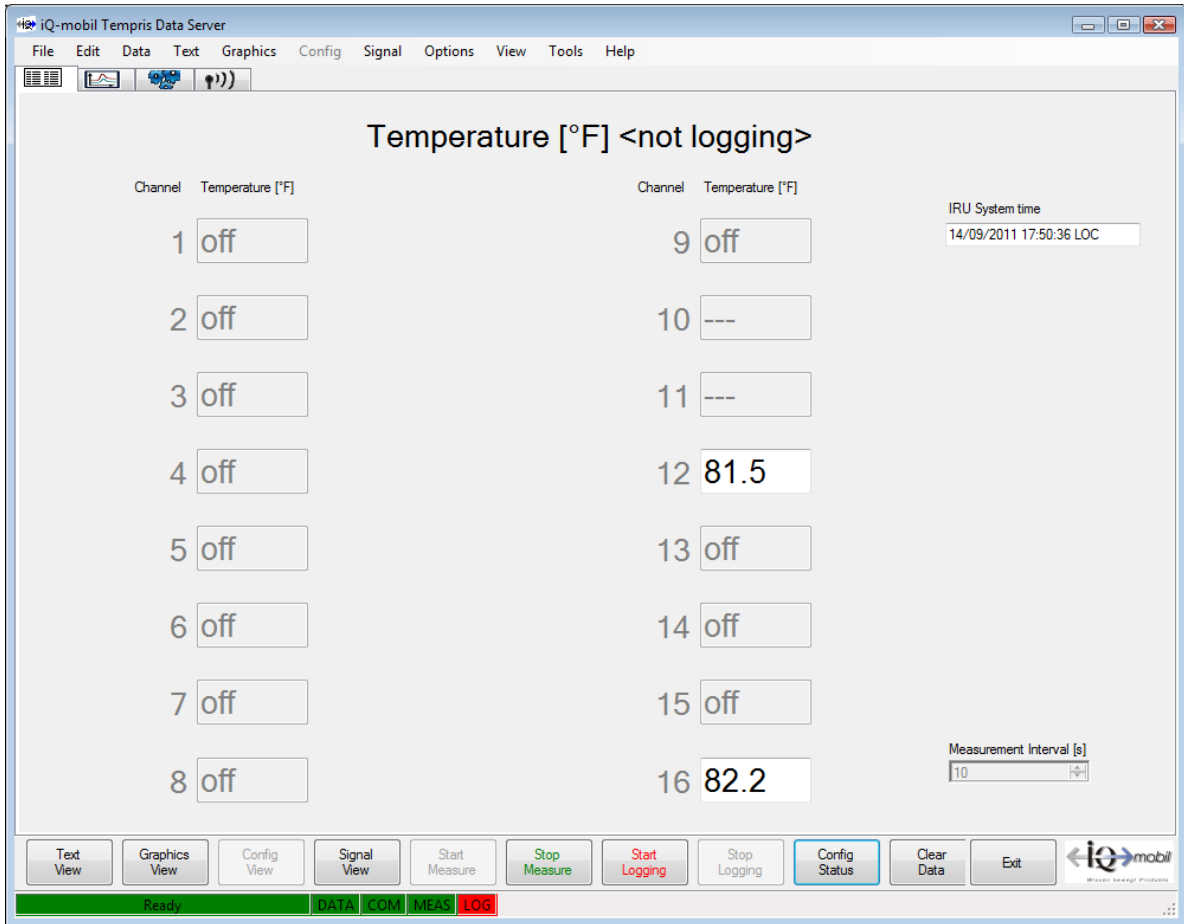 iQ-mobil Tempris Data Server
File Edit Data Text Graphics Config Signal Options View Tools Help
Temperature [°F] <not logging>
Channel Temperature [°F]
1 off
2 off
3 off
4 off
5 off
6 off
7 off
8 off
Channel Temperature [°F]
9 off
10 ---
11 ---
12 81.5
13 off
14 off
15 off
16 82.2
IRU System time
14/09/2011 17:50:36 LOC
Measurement Interval [s]
10
Text View
Graphics View
Config View
Signal View
Start Measure
Stop Measure
Start Logging
Stop Logging
Config Status
Clear Data
Exit
iQ mobil
Wissen bewegt Produkte
Ready DATA COM MEAS LOG